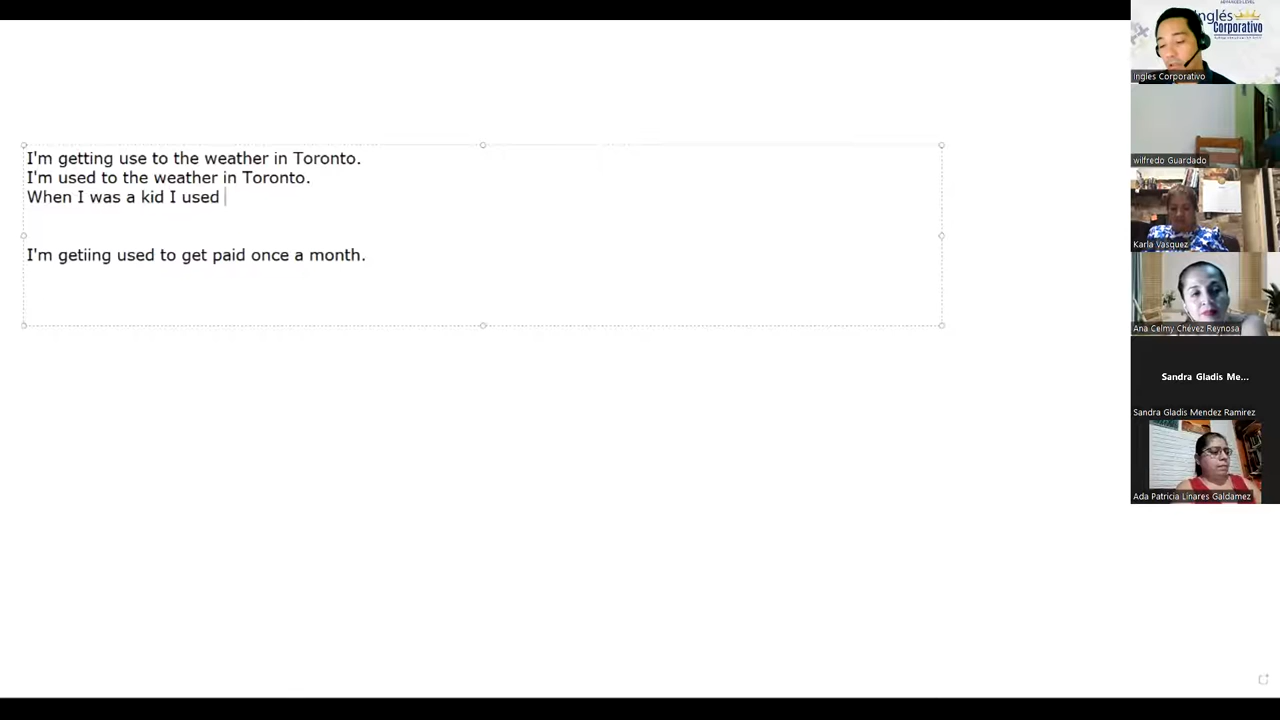 I'm getting use to the weather in Toronto.
I'm used to the weather in Toronto.
When I was a kid I used
I'm getiing used to get paid once a month.
Inglés
Corporativo
Ingles Corporativo
wilfredo Guardado
Karla Vasquez
Ana Celmy Chévez Reynosa
Sandra Gladis Me...
Sandra Gladis Mendez Ramirez
Ada Patricia Linares Galdamez